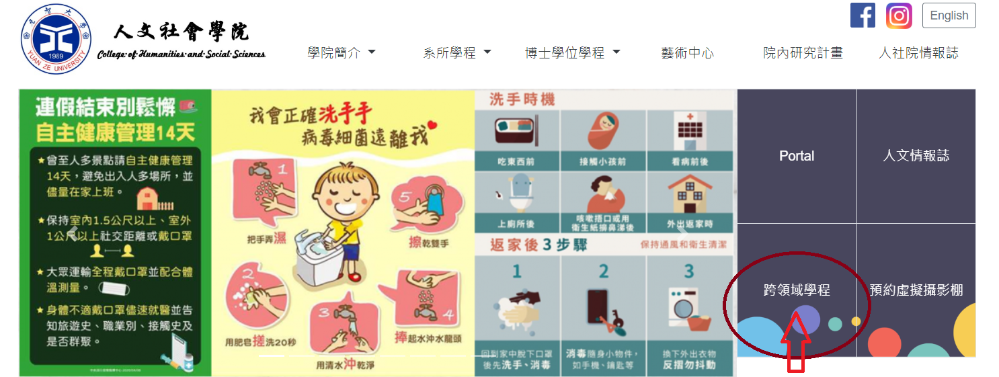 元智大學
YUAN ZE UNIVERSITY
1989
人文社會學院
College of Humanities and Social Sciences
English
學院簡介
系所學程
博士學位學程
藝術中心
院內研究計畫
人社院情報誌
連假結束別鬆懈
自主健康管理14天
★曾至人多景點請自主健康管理
14天，避免出入人多場所，並
儘量在家上班。
★保持室內1.5公尺以上、室外
1公尺以上社交距離或戴口罩
★大眾運輸全程戴口罩並配合體
溫測量。
★身體不適戴口罩儘速就醫並告
知旅遊史、職業別、接觸史及
是否群聚。
我會正確洗手手
病毒細菌遠離我
1
把手弄濕
2
用肥皂搓洗20秒
3
用清水沖乾淨
4
捧起水沖水龍頭
5
擦乾雙手
洗手時機
吃東西前
接觸小孩前
看病前後
上廁所後
咳嗽摀口或用
衛生紙擤鼻涕後
外出返家時
返家後3步驟
保持通風和衛生清潔
1
2
3
回到家中脫下口罩
後先洗手、消毒
消毒隨身小物件，
如手機、鑰匙等
換下外出衣物
反摺勿抖動
Portal
人文情報誌
跨領域學程
預約虛擬攝影棚